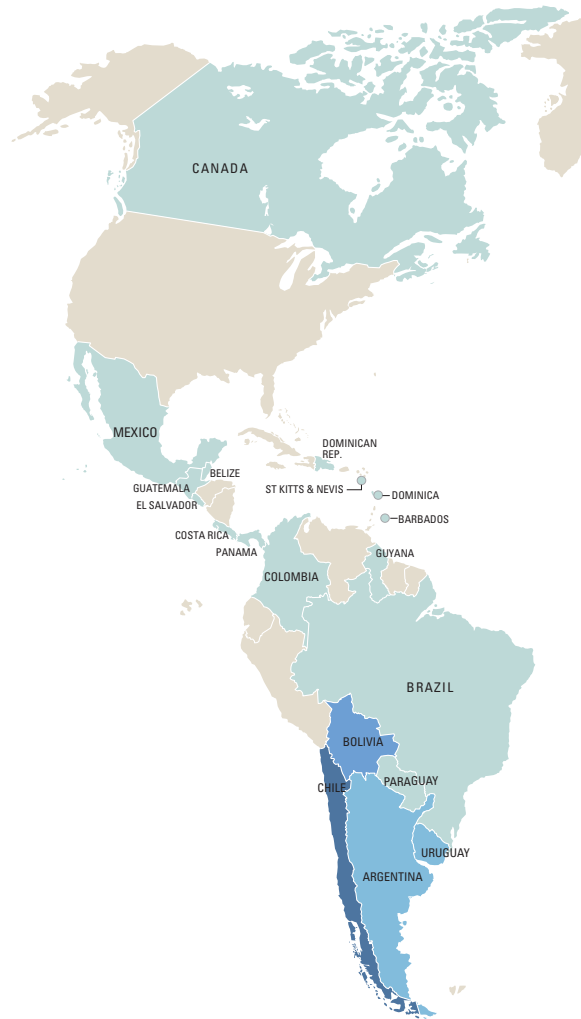 CANADA
MEXICO
DOMINICAN
REP.
BELIZE
GUATEMALA
ST KITTS & NEVIS
DOMINICA
EL SALVADOR
BARBADOS
COSTA RICA
PANAMA
GUYANA
COLOMBIA
BRAZIL
BOLIVIA
PARAGUAY
CHILE
URUGUAY
ARGENTINA